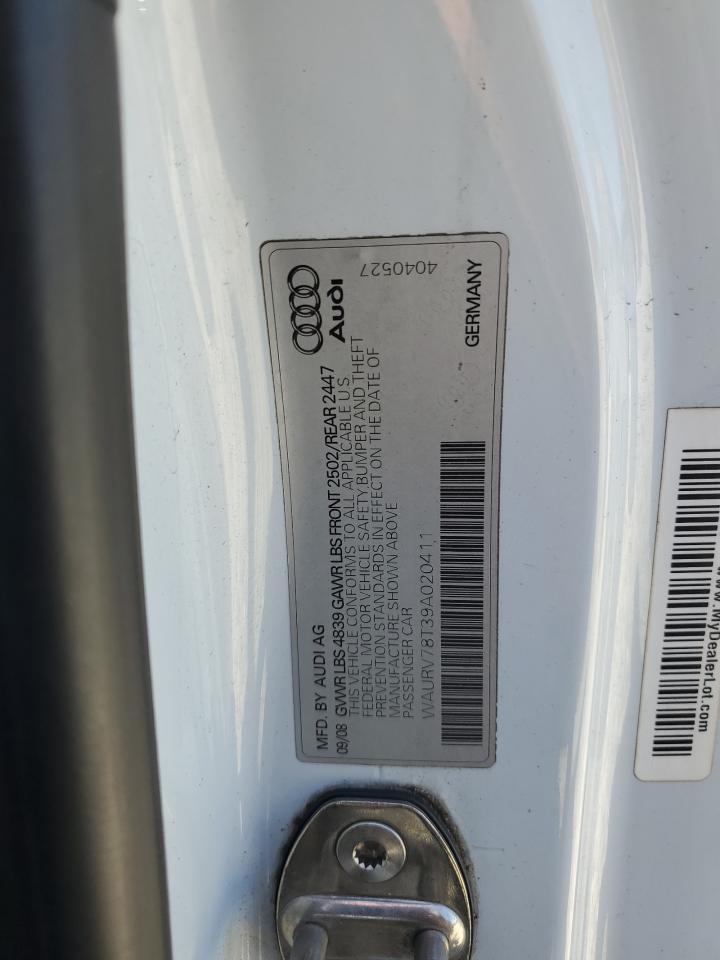 MFD. BY AUDI AG
09/08 GVWR LBS 4839 GAWR LBS FRONT 2502/REAR 2447
THIS VEHICLE CONFORMS TO ALL APPLICABLE U S
FEDERAL MOTOR VEHICLE SAFETY, BUMPER AND THEFT
PREVENTION STANDARDS IN EFFECT ON THE DATE OF
MANUFACTURE SHOWN ABOVE
PASSENGER CAR
WAURV78T39A020411
Audi
4040527
GERMANY
www.MyDealerLot.com